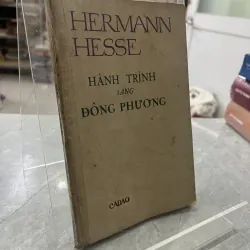 HERMANN
HESSE
HÀNH TRÌNH
SANG
ĐÔNG PHƯƠNG
CADAO